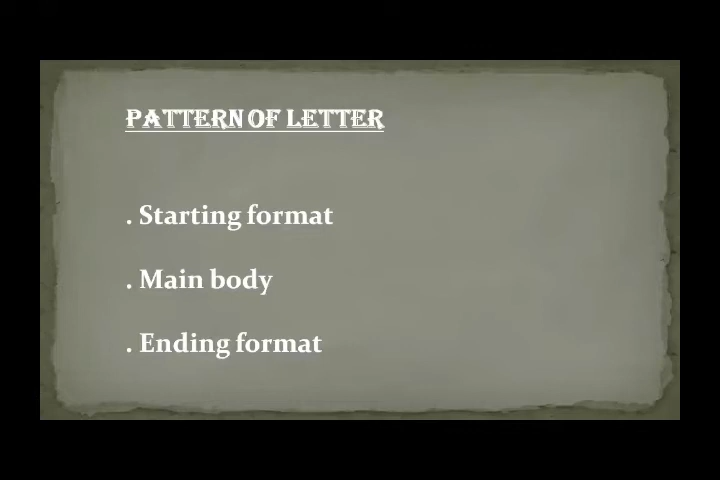 PATTERN OF LETTER
. Starting format
. Main body
. Ending format